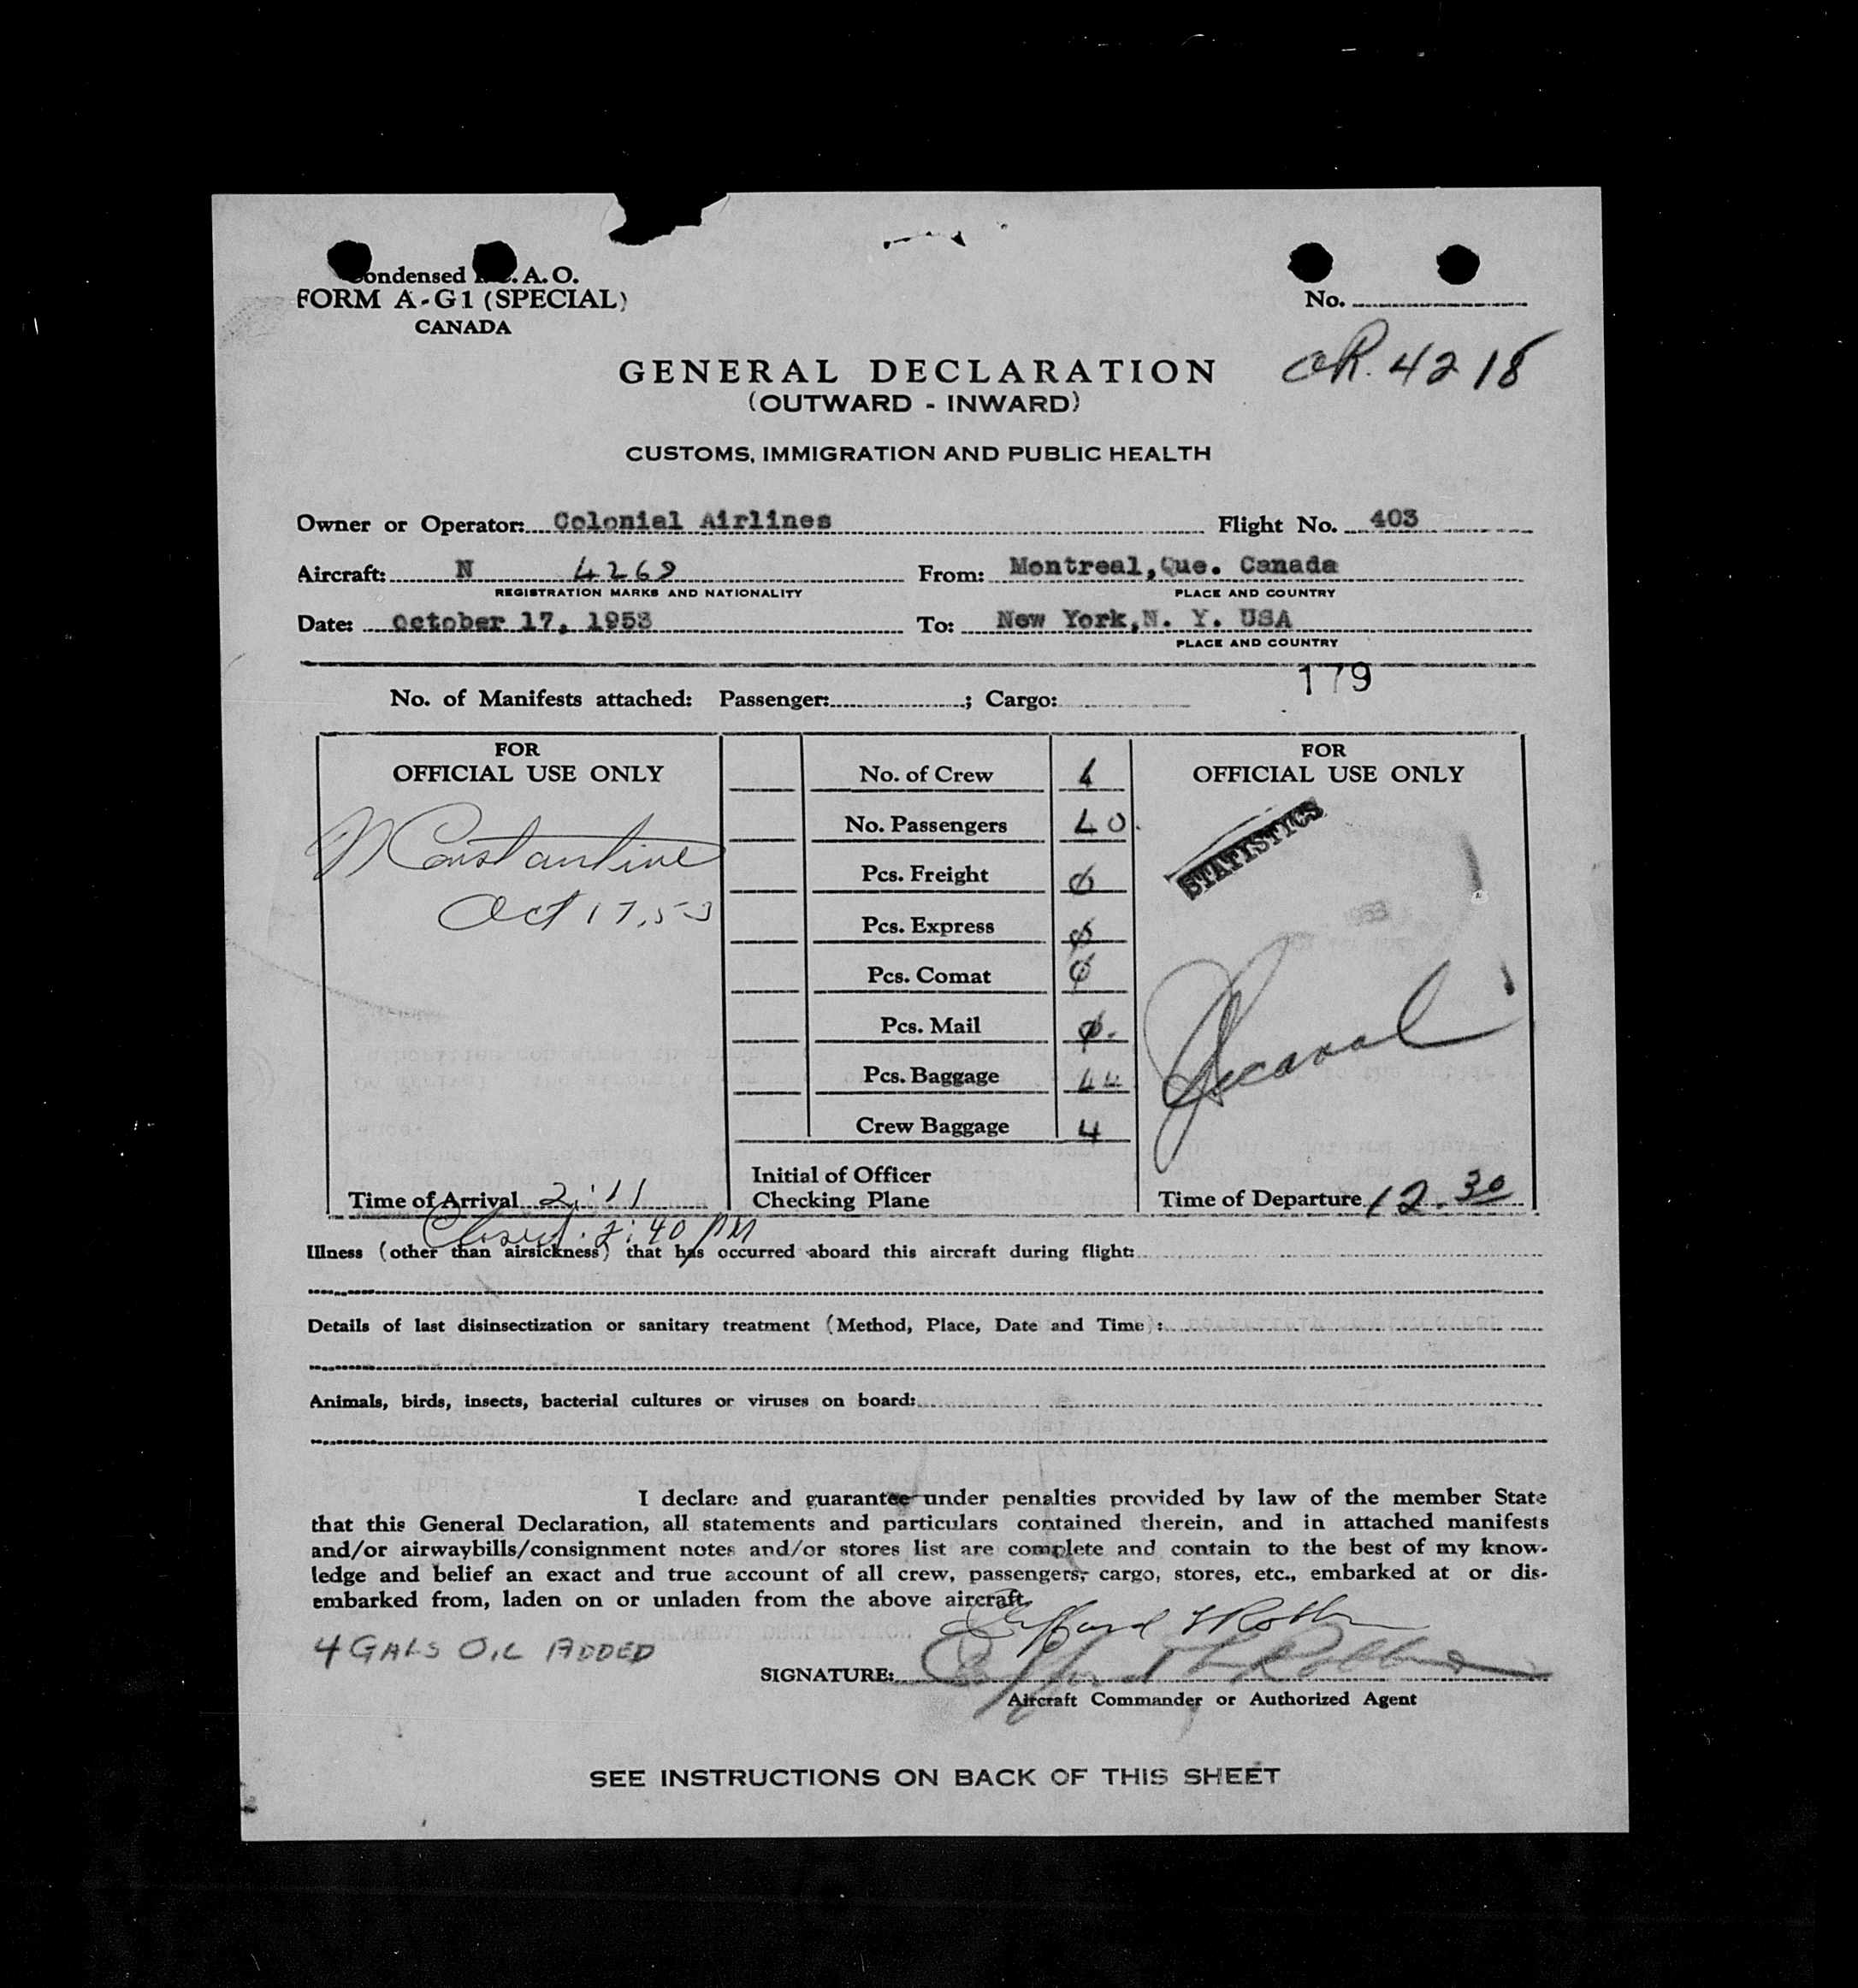 Condensed I.C.A.O.
FORM A-G1 (SPECIAL)
CANADA
No.
GENERAL DECLARATION
4218
(OUTWARD - INWARD)
CUSTOMS, IMMIGRATION AND PUBLIC HEALTH
Owner or Operator: Colonial Airlines Flight No. 403
Aircraft: N 4269 From: Montreal, Que. Canada
REGISTRATION MARKS AND NATIONALITY PLACE AND COUNTRY
Date: October 17, 1953 To: New York, N. Y. USA
PLACE AND COUNTRY
179
No. of Manifests attached: Passenger: ; Cargo:
FOR
OFFICIAL USE ONLY
Constantine
Oct 17, 53
Time of Arrival 2:11
Closed. 2:40 PM
No. of Crew 4
No. Passengers 40
Pcs. Freight 0
Pcs. Express 0
Pcs. Comat 0
Pcs. Mail 0
Pcs. Baggage 44
Crew Baggage 4
Initial of Officer
Checking Plane
FOR
OFFICIAL USE ONLY
STATISTICS
Time of Departure 12.30
Illness (other than airsickness) that has occurred aboard this aircraft during flight:
Details of last disinsectization or sanitary treatment (Method, Place, Date and Time):
Animals, birds, insects, bacterial cultures or viruses on board:
I declare and guarantee under penalties provided by law of the member State
that this General Declaration, all statements and particulars contained therein, and in attached manifests
and/or airwaybills/consignment notes and/or stores list are complete and contain to the best of my know-
ledge and belief an exact and true account of all crew, passengers, cargo, stores, etc., embarked at or dis-
embarked from, laden on or unladen from the above aircraft.
4 GALS OIL ADDED
SIGNATURE:
Aircraft Commander or Authorized Agent
SEE INSTRUCTIONS ON BACK OF THIS SHEET